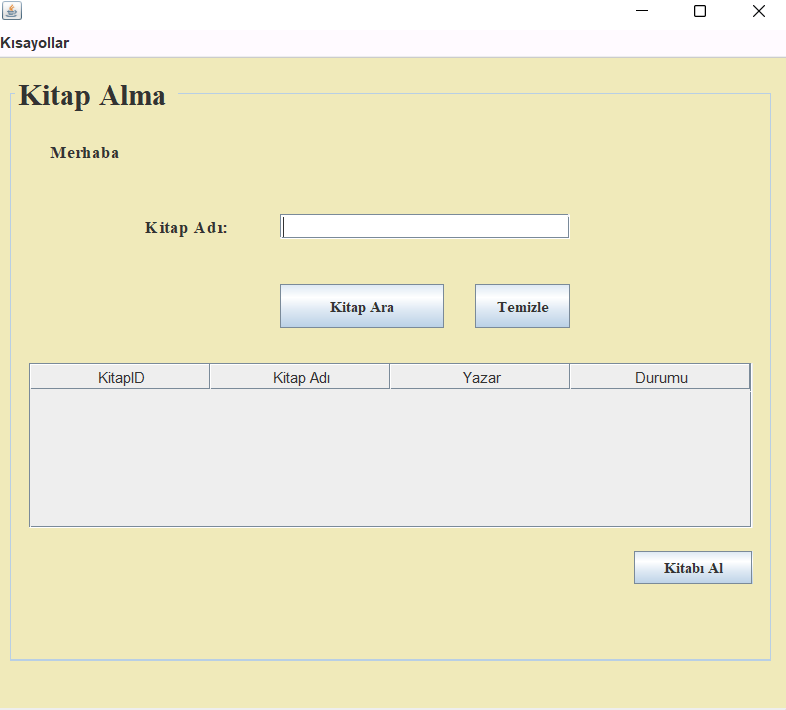 Kısayollar
Kitap Alma
Merhaba
Kitap Adı:
Kitap Ara Temizle
KitapID Kitap Adı Yazar Durumu
Kitabı Al